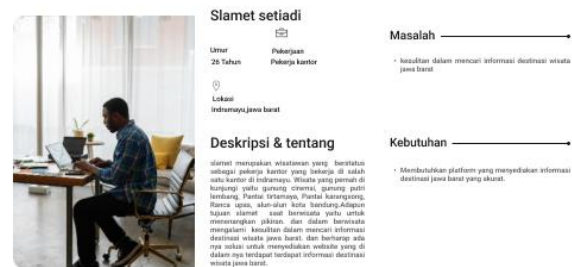 Slamet setiadi
Umur
Pekerjaan
26 Tahun
Pekerja kantor
Lokasi
Indramayu,jawa barat
Deskripsi & tentang
slamet merupakan wisatawan yang berstatus
sebagai pekerja kantor yang bekerja di salah
satu kantor di indramayu. Wisata yang pernah di
kunjungi yaitu gunung ciremai, gunung putri
lembang, Pantai tirtamaya, Pantai karangsong,
Ranca upas, alun-alun kota bandung.Adapun
tujuan slamet saat berwisata yaitu untuk
menenangkan pikiran. dan dalam berwisata
mengalami kesulitan dalam mencari informasi
destinasi wisata jawa barat. dan berharap ada
nya solusi untuk menyediakan website yang di
dalam nya terdapat terdapat informasi destinasi
wisata jawa barat.
Masalah
• kesulitan dalam mencari informasi destinasi wisata
jawa barat
Kebutuhan
• Membutuhkan platform yang menyediakan informasi
destinasi jawa barat yang akurat.